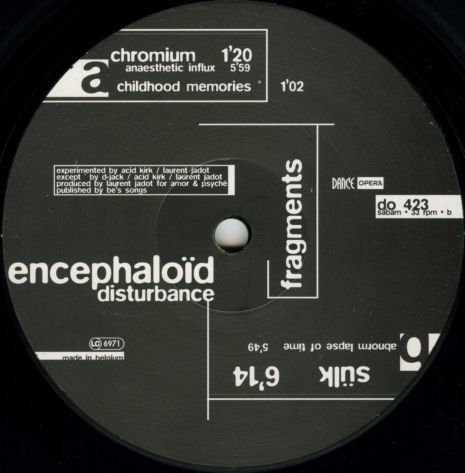 a
chromium 1'20
anaesthetic influx 5'59
childhood memories ° 1'02
experimented by acid kirk / laurent jadot
except ° by d-jack / acid kirk / laurent jadot
produced by laurent jadot for amor & psyché
published by be's songs
fragments
DANCE OPERA
do 423
sabam • 33 rpm • b
encephaloïd
disturbance
LC 6971
made in belgium
b
sülk 6'14
abnorm lapse of time 5'49